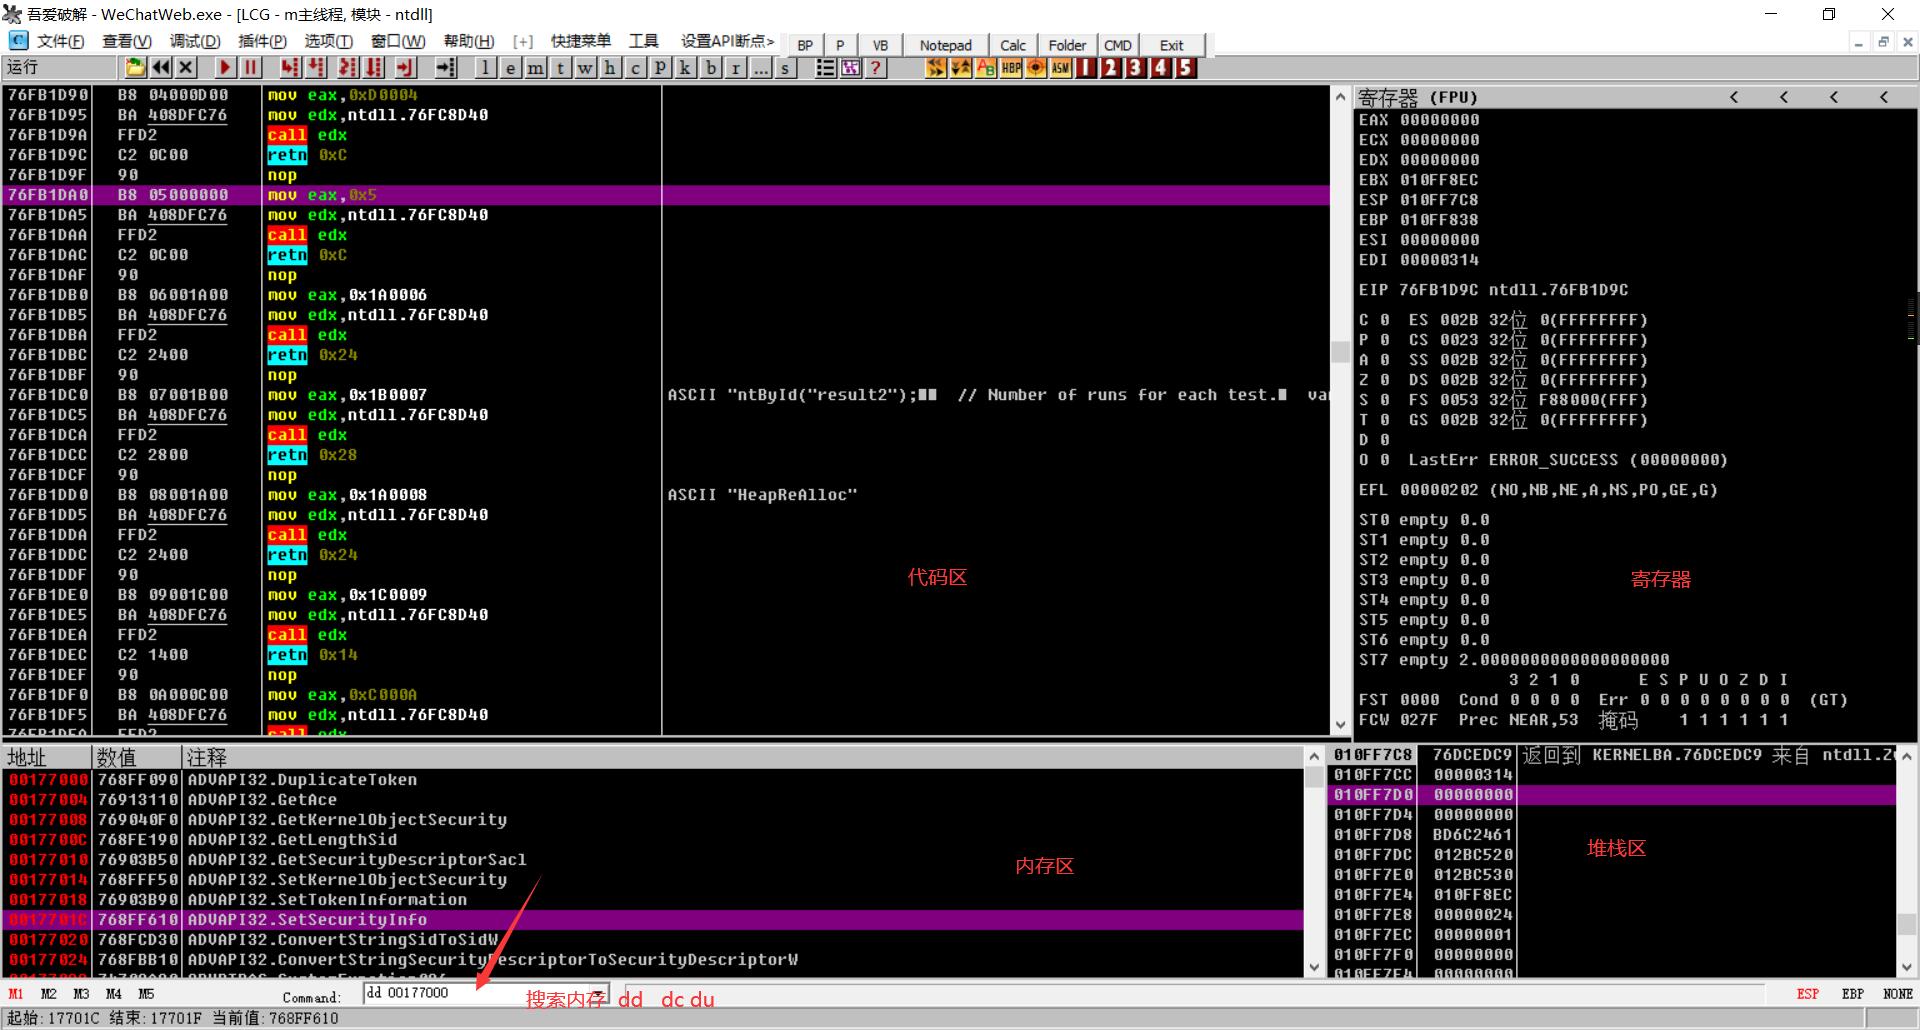 吾爱破解 - WeChatWeb.exe - [LCG - m主线程, 模块 - ntdll]
文件(F) 查看(V) 调试(D) 插件(P) 选项(T) 窗口(W) 帮助(H) [+] 快捷菜单 工具 设置API断点> BP P VB Notepad Calc Folder CMD Exit
运行 l e m t w h c p k b r ... s ? AB HBP ASM 1 2 3 4 5
76FB1D90 B8 04000D00 mov eax,0xD0004
76FB1D95 BA 408DFC76 mov edx,ntdll.76FC8D40
76FB1D9A FFD2 call edx
76FB1D9C C2 0C00 retn 0xC
76FB1D9F 90 nop
76FB1DA0 B8 05000000 mov eax,0x5
76FB1DA5 BA 408DFC76 mov edx,ntdll.76FC8D40
76FB1DAA FFD2 call edx
76FB1DAC C2 0C00 retn 0xC
76FB1DAF 90 nop
76FB1DB0 B8 06001A00 mov eax,0x1A0006
76FB1DB5 BA 408DFC76 mov edx,ntdll.76FC8D40
76FB1DBA FFD2 call edx
76FB1DBC C2 2400 retn 0x24
76FB1DBF 90 nop
76FB1DC0 B8 07001B00 mov eax,0x1B0007 ASCII "ntById("result2"); // Number of runs for each test. va
76FB1DC5 BA 408DFC76 mov edx,ntdll.76FC8D40
76FB1DCA FFD2 call edx
76FB1DCC C2 2800 retn 0x28
76FB1DCF 90 nop
76FB1DD0 B8 08001A00 mov eax,0x1A0008 ASCII "HeapReAlloc"
76FB1DD5 BA 408DFC76 mov edx,ntdll.76FC8D40
76FB1DDA FFD2 call edx
76FB1DDC C2 2400 retn 0x24
76FB1DDF 90 nop
76FB1DE0 B8 09001C00 mov eax,0x1C0009
76FB1DE5 BA 408DFC76 mov edx,ntdll.76FC8D40
76FB1DEA FFD2 call edx
76FB1DEC C2 1400 retn 0x14
76FB1DEF 90 nop
76FB1DF0 B8 0A000C00 mov eax,0xC000A
76FB1DF5 BA 408DFC76 mov edx,ntdll.76FC8D40
76FB1DFA FFD2 call edx
代码区
寄存器 (FPU) < < < <
EAX 00000000
ECX 00000000
EDX 00000000
EBX 010FF8EC
ESP 010FF7C8
EBP 010FF838
ESI 00000000
EDI 00000314
EIP 76FB1D9C ntdll.76FB1D9C
C 0 ES 002B 32位 0(FFFFFFFF)
P 0 CS 0023 32位 0(FFFFFFFF)
A 0 SS 002B 32位 0(FFFFFFFF)
Z 0 DS 002B 32位 0(FFFFFFFF)
S 0 FS 0053 32位 F88000(FFF)
T 0 GS 002B 32位 0(FFFFFFFF)
D 0
O 0 LastErr ERROR_SUCCESS (00000000)
EFL 00000202 (NO,NB,NE,A,NS,PO,GE,G)
ST0 empty 0.0
ST1 empty 0.0
ST2 empty 0.0
ST3 empty 0.0
ST4 empty 0.0
ST5 empty 0.0
ST6 empty 0.0
ST7 empty 2.0000000000000000000
3 2 1 0 E S P U O Z D I
FST 0000 Cond 0 0 0 0 Err 0 0 0 0 0 0 0 0 (GT)
FCW 027F Prec NEAR,53 掩码 1 1 1 1 1 1
寄存器
地址 数值 注释
00177000 768FF090 ADVAPI32.DuplicateToken
00177004 76913110 ADVAPI32.GetAce
00177008 769040F0 ADVAPI32.GetKernelObjectSecurity
0017700C 768FE190 ADVAPI32.GetLengthSid
00177010 76903B50 ADVAPI32.GetSecurityDescriptorSacl
00177014 768FFF50 ADVAPI32.SetKernelObjectSecurity
00177018 76903B90 ADVAPI32.SetTokenInformation
0017701C 768FF610 ADVAPI32.SetSecurityInfo
00177020 768FCD30 ADVAPI32.ConvertStringSidToSidW
00177024 768FBB10 ADVAPI32.ConvertStringSecurityDescriptorToSecurityDescriptorW
内存区
010FF7C8 76DCEDC9 返回到 KERNELBA.76DCEDC9 来自 ntdll.Z
010FF7CC 00000314
010FF7D0 00000000
010FF7D4 00000000
010FF7D8 BD6C2461
010FF7DC 012BC520
010FF7E0 012BC530
010FF7E4 010FF8EC
010FF7E8 00000024
010FF7EC 00000001
010FF7F0 00000000
010FF7F4 00000000
堆栈区
M1 M2 M3 M4 M5 Command: dd 00177000 搜索内存 dd dc du ESP EBP NONE
起始:17701C 结束:17701F 当前值:768FF610